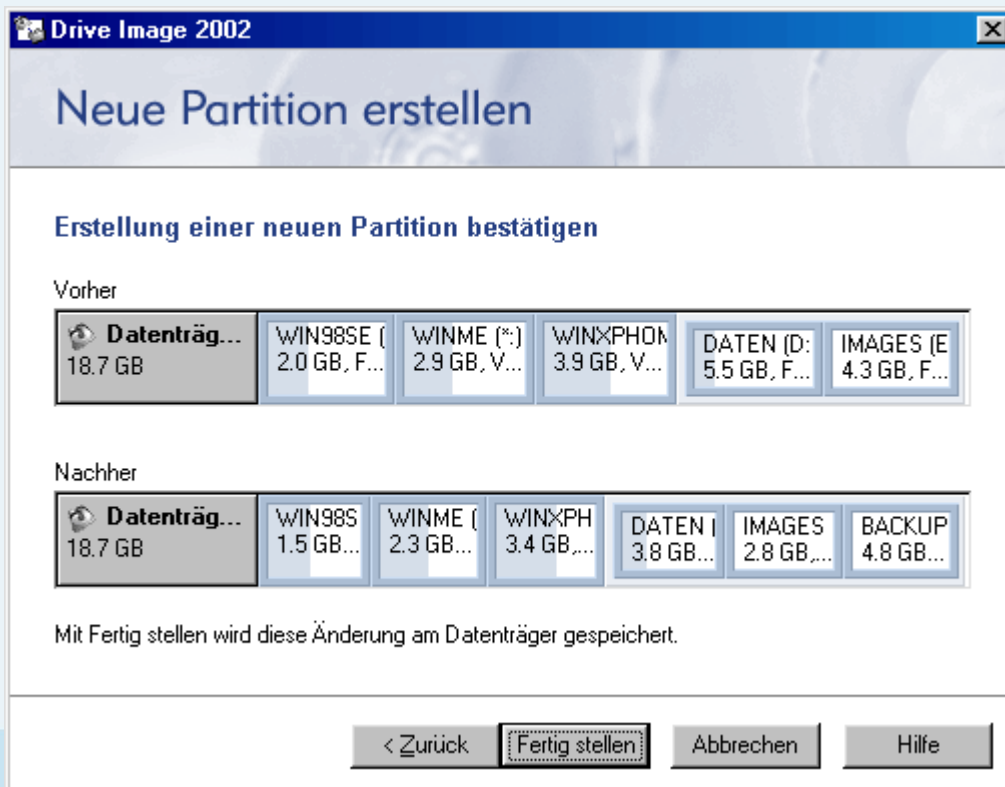 Drive Image 2002
Neue Partition erstellen
Erstellung einer neuen Partition bestätigen
Vorher
Datenträg... WIN98SE ( WINME (*:) WINXPHOM DATEN (D: IMAGES (E
18.7 GB 2.0 GB, F... 2.9 GB, V... 3.9 GB, V... 5.5 GB, F... 4.3 GB, F...
Nachher
Datenträg... WIN98S WINME ( WINXPH DATEN ( IMAGES BACKUP
18.7 GB 1.5 GB... 2.3 GB... 3.4 GB,... 3.8 GB... 2.8 GB,... 4.8 GB...
Mit Fertig stellen wird diese Änderung am Datenträger gespeichert.
< Zurück Fertig stellen Abbrechen Hilfe